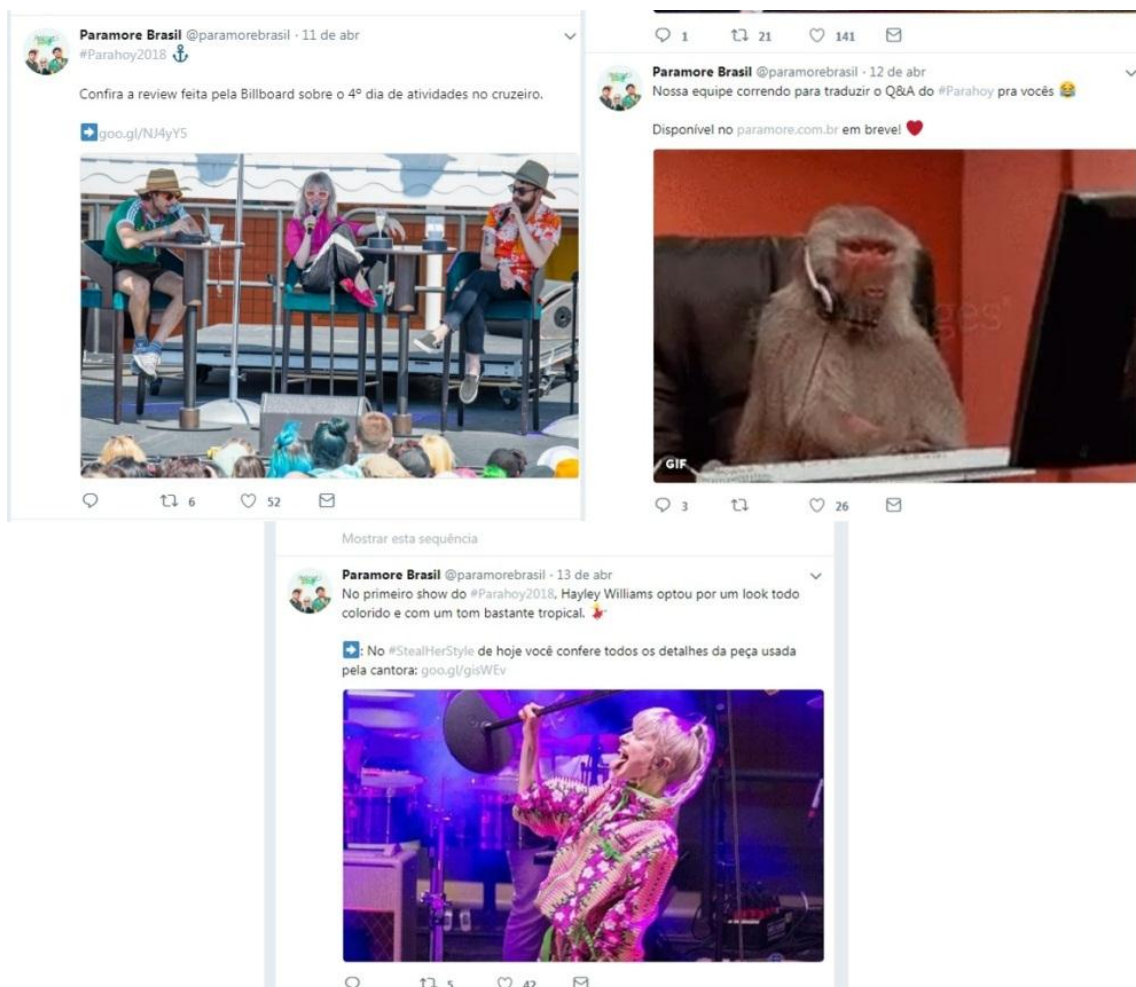 Paramore Brasil @paramorebrasil · 11 de abr
#Parahoy2018
Confira a review feita pela Billboard sobre o 4º dia de atividades no cruzeiro.
goo.gl/NJ4yY5
6 52
1 21 141
Paramore Brasil @paramorebrasil · 12 de abr
Nossa equipe correndo para traduzir o Q&A do #Parahoy pra vocês 😂
Disponível no paramore.com.br em breve! ❤
GIF
3 26
Mostrar esta sequência
Paramore Brasil @paramorebrasil · 13 de abr
No primeiro show do #Parahoy2018, Hayley Williams optou por um look todo
colorido e com um tom bastante tropical. 💃
➡: No #StealHerStyle de hoje você confere todos os detalhes da peça usada
pela cantora: goo.gl/gisWEv
5 42